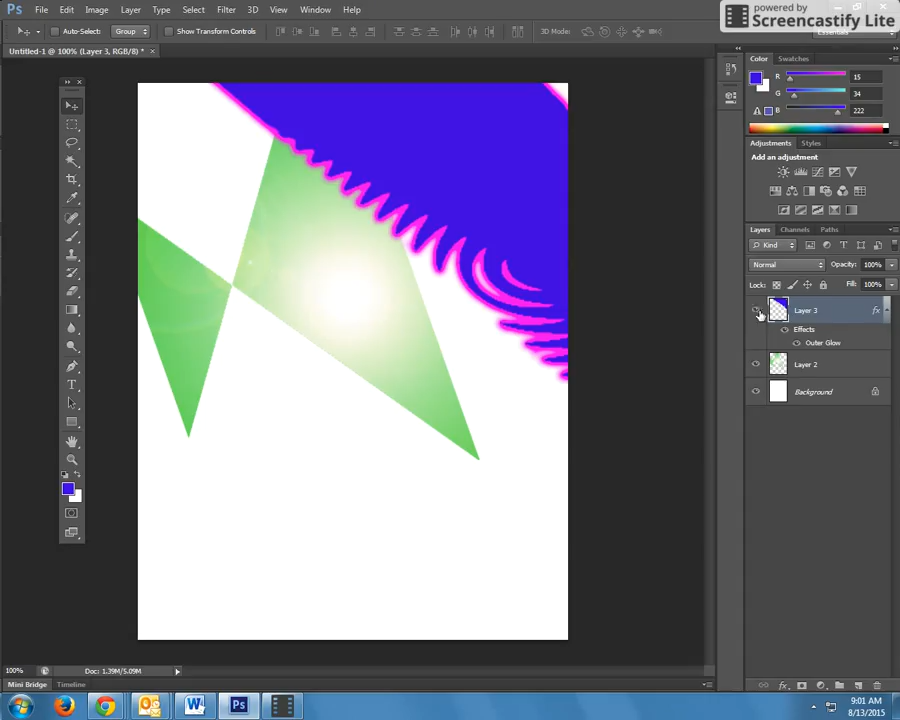 Ps File Edit Image Layer Type Select Filter 3D View Window Help
powered by
Screencastify Lite
Auto-Select: Group Show Transform Controls 3D Mode: Essentials
Untitled-1 @ 100% (Layer 3, RGB/8) * ×
Color Swatches
R 15
G 34
B 222
Adjustments Styles
Add an adjustment
Layers Channels Paths
Kind
Normal Opacity: 100%
Lock: Fill: 100%
Layer 3 fx
Effects
Outer Glow
Layer 2
Background
100% Doc: 1.39M/5.09M
Mini Bridge Timeline
9:01 AM
8/13/2015